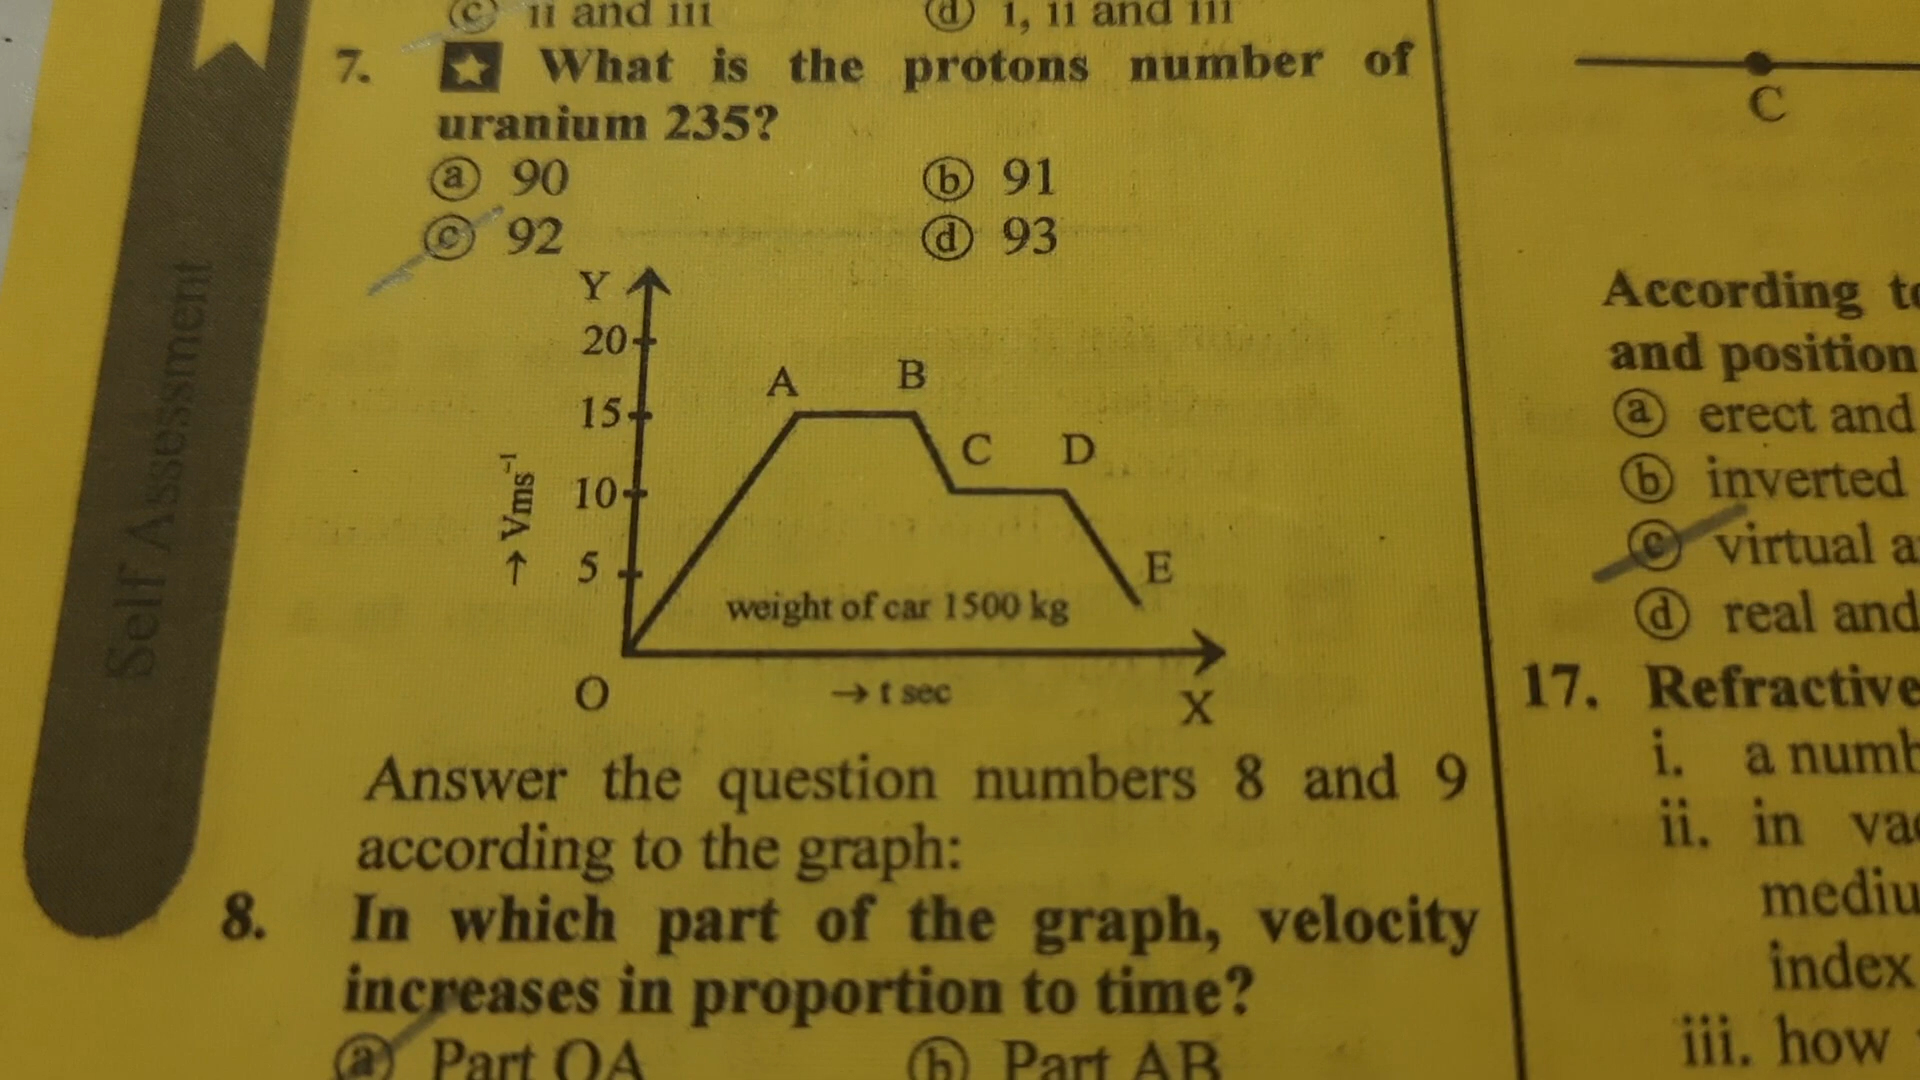 Self Assessment
ⓒ ii and iii ⓓ i, ii and iii
7. What is the protons number of
uranium 235?
ⓐ 90 ⓑ 91
ⓒ 92 ⓓ 93
Y
20
15
10
5
→ Vms⁻¹
A B
C D
E
weight of car 1500 kg
O → t sec X
Answer the question numbers 8 and 9
according to the graph:
8. In which part of the graph, velocity
increases in proportion to time?
ⓐ Part OA ⓑ Part AB
C
According
and position
ⓐ erect and
ⓑ inverted
ⓒ virtual
ⓓ real and
17. Refractive
i. a
ii. in
index
iii. how